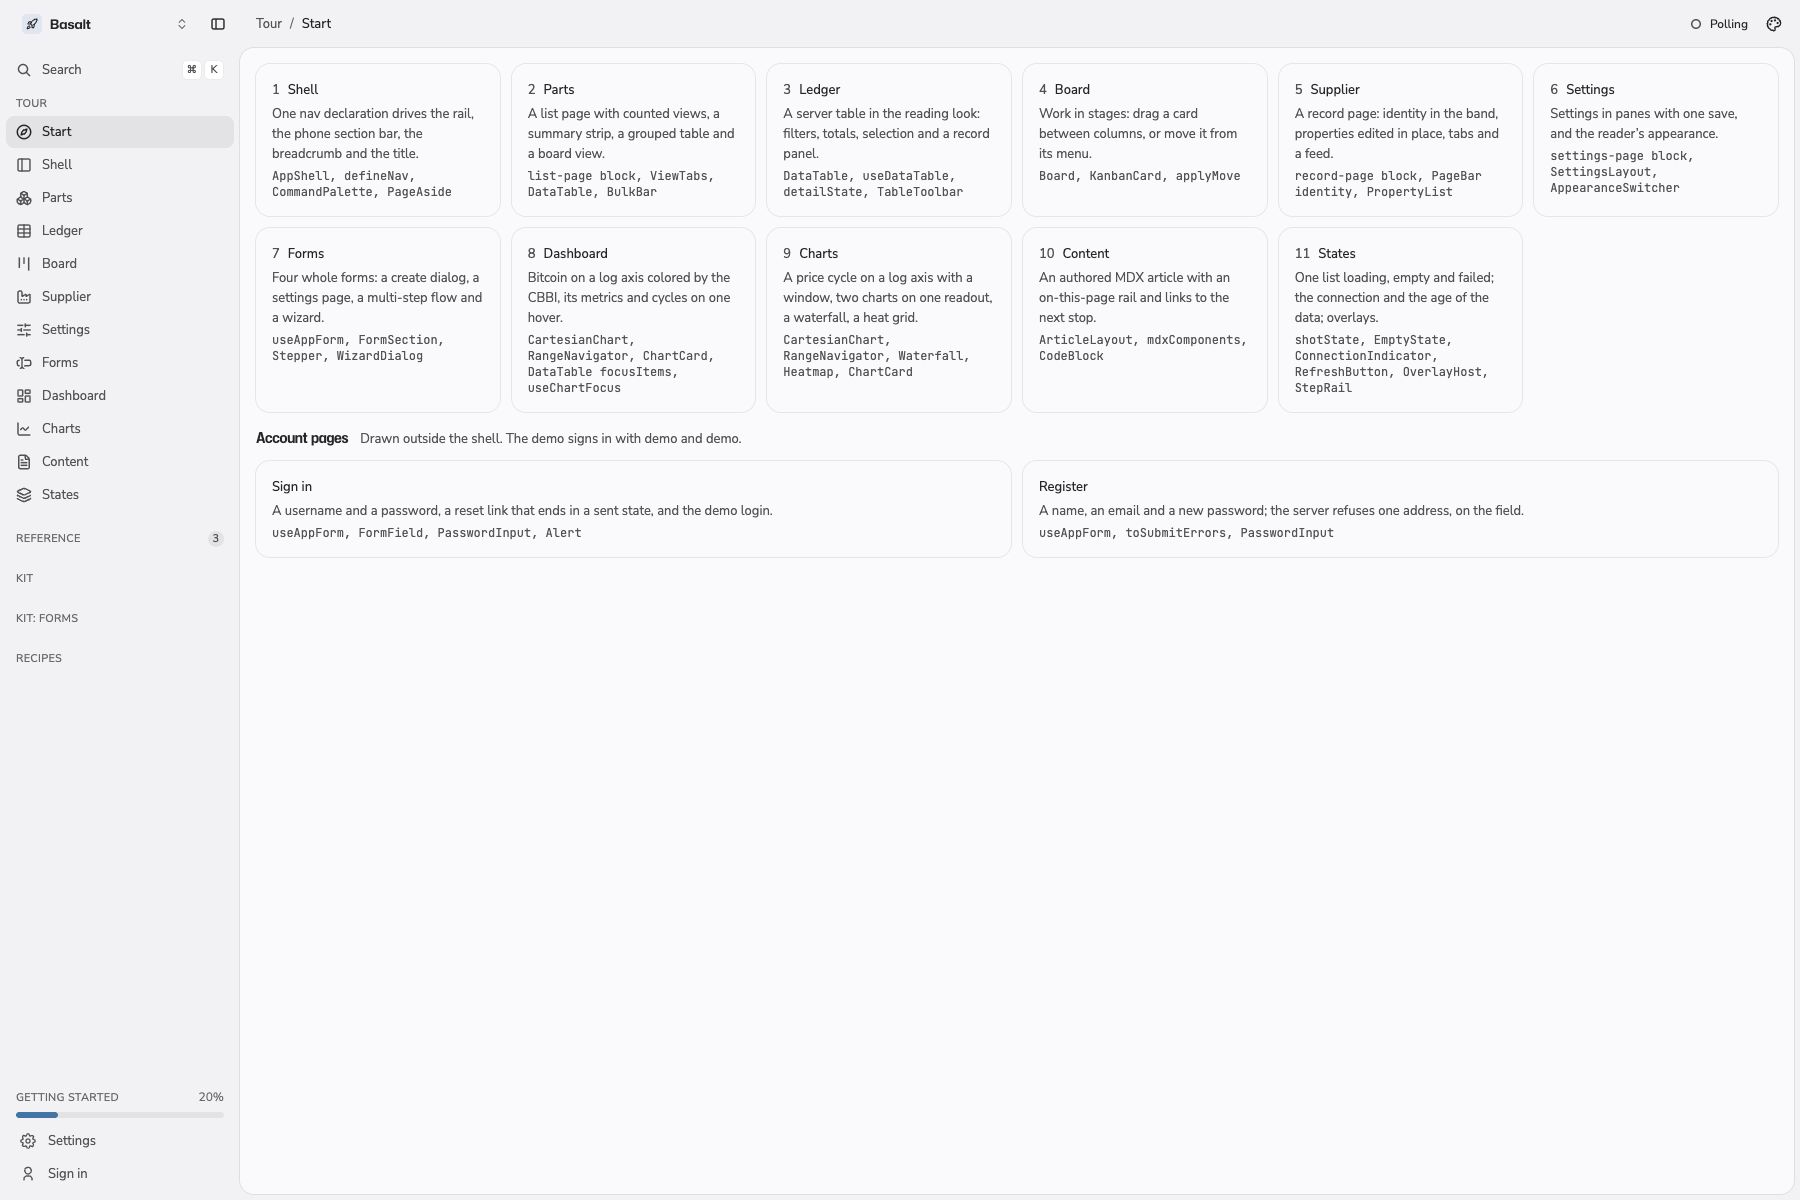 Basalt
Search
⌘ K
TOUR
Start
Shell
Parts
Ledger
Board
Supplier
Settings
Forms
Dashboard
Charts
Content
States
REFERENCE 3
KIT
KIT: FORMS
RECIPES
GETTING STARTED 20%
Settings
Sign in
Tour / Start
Polling
1 Shell
One nav declaration drives the rail,
the phone section bar, the
breadcrumb and the title.
AppShell, defineNav,
CommandPalette, PageAside
2 Parts
A list page with counted views, a
summary strip, a grouped table and
a board view.
list-page block, ViewTabs,
DataTable, BulkBar
3 Ledger
A server table in the reading look:
filters, totals, selection and a record
panel.
DataTable, useDataTable,
detailState, TableToolbar
4 Board
Work in stages: drag a card
between columns, or move it from
its menu.
Board, KanbanCard, applyMove
5 Supplier
A record page: identity in the band,
properties edited in place, tabs and
a feed.
record-page block, PageBar
identity, PropertyList
6 Settings
Settings in panes with one save,
and the reader’s appearance.
settings-page block,
SettingsLayout,
AppearanceSwitcher
7 Forms
Four whole forms: a create dialog, a
settings page, a multi-step flow and
a wizard.
useAppForm, FormSection,
Stepper, WizardDialog
8 Dashboard
Bitcoin on a log axis colored by the
CBBI, its metrics and cycles on one
hover.
CartesianChart,
RangeNavigator, ChartCard,
DataTable focusItems,
useChartFocus
9 Charts
A price cycle on a log axis with a
window, two charts on one readout,
a waterfall, a heat grid.
CartesianChart,
RangeNavigator, Waterfall,
Heatmap, ChartCard
10 Content
An authored MDX article with an
on-this-page rail and links to the
next stop.
ArticleLayout, mdxComponents,
CodeBlock
11 States
One list loading, empty and failed;
the connection and the age of the
data; overlays.
shotState, EmptyState,
ConnectionIndicator,
RefreshButton, OverlayHost,
StepRail
Account pages Drawn outside the shell. The demo signs in with demo and demo.
Sign in
A username and a password, a reset link that ends in a sent state, and the demo login.
useAppForm, FormField, PasswordInput, Alert
Register
A name, an email and a new password; the server refuses one address, on the field.
useAppForm, toSubmitErrors, PasswordInput